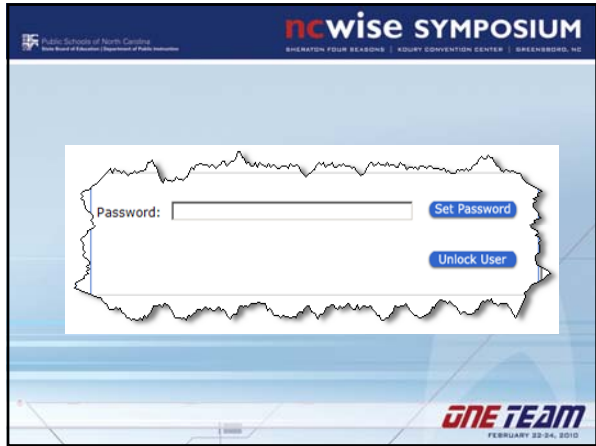 Public Schools of North Carolina
State Board of Education | Department of Public Instruction
ncwise SYMPOSIUM
SHERATON FOUR SEASONS | KOURY CONVENTION CENTER | GREENSBORO, NC
Password:
Set Password
Unlock User
ONE TEAM
FEBRUARY 22-24, 2010